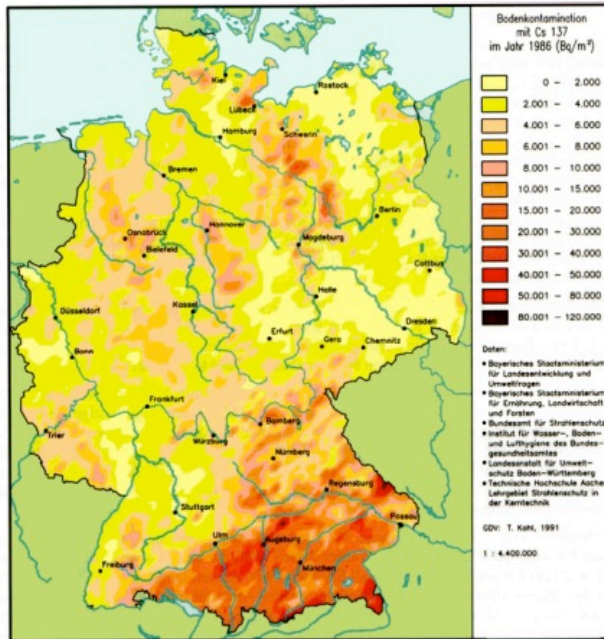 Bodenkontamination
mit Cs 137
im Jahr 1986 (Bq/m²)
0 - 2.000
2.001 - 4.000
4.001 - 6.000
6.001 - 8.000
8.001 - 10.000
10.001 - 15.000
15.001 - 20.000
20.001 - 30.000
30.001 - 40.000
40.001 - 50.000
50.001 - 80.000
80.001 - 120.000
Daten:
• Bayerisches Staatsministerium
für Landesentwicklung und
Umweltfragen
• Bayerisches Staatsministerium
für Ernährung, Landwirtschaft
und Forsten
• Bundesamt für Strahlenschutz
• Institut für Wasser-, Boden-
und Lufthygiene des Bundes-
gesundheitsamtes
• Landesanstalt für Umwelt-
schutz Baden-Württemberg
• Technische Hochschule Aachen
Lehrgebiet Strahlenschutz in
der Kerntechnik
GDV: T. Kohl, 1991
1 : 4.400.000
Kiel
Rostock
Lübeck
Schwerin
Hamburg
Bremen
Berlin
Osnabrück
Hannover
Bielefeld
Magdeburg
Cottbus
Halle
Kassel
Düsseldorf
Dresden
Erfurt
Gera
Chemnitz
Bonn
Frankfurt
Bamberg
Trier
Würzburg
Nürnberg
Regensburg
Stuttgart
Passau
Ulm
Augsburg
München
Freiburg